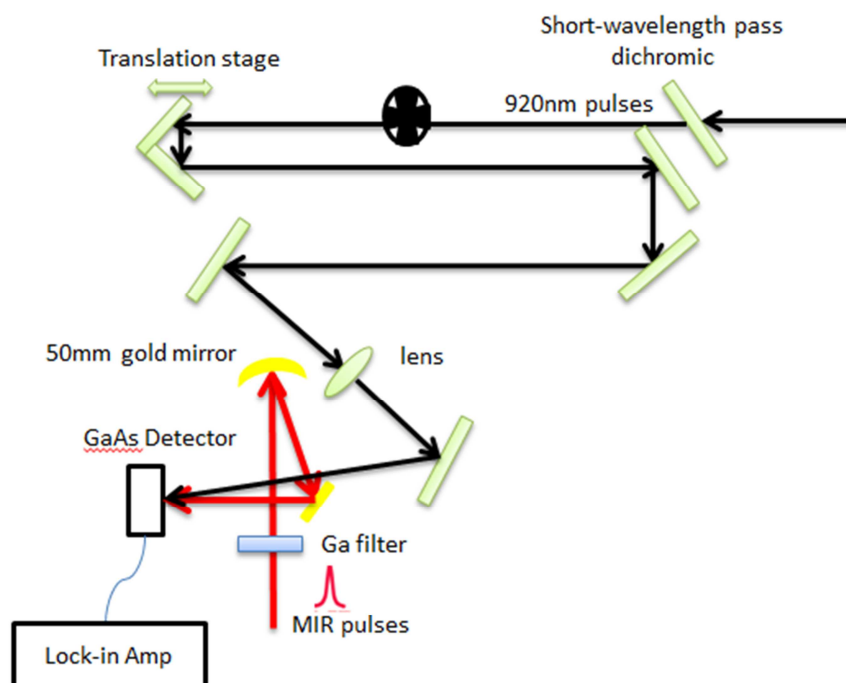 Short-wavelength pass
dichromic
Translation stage
920nm pulses
50mm gold mirror
lens
GaAs Detector
Ga filter
MIR pulses
Lock-in Amp